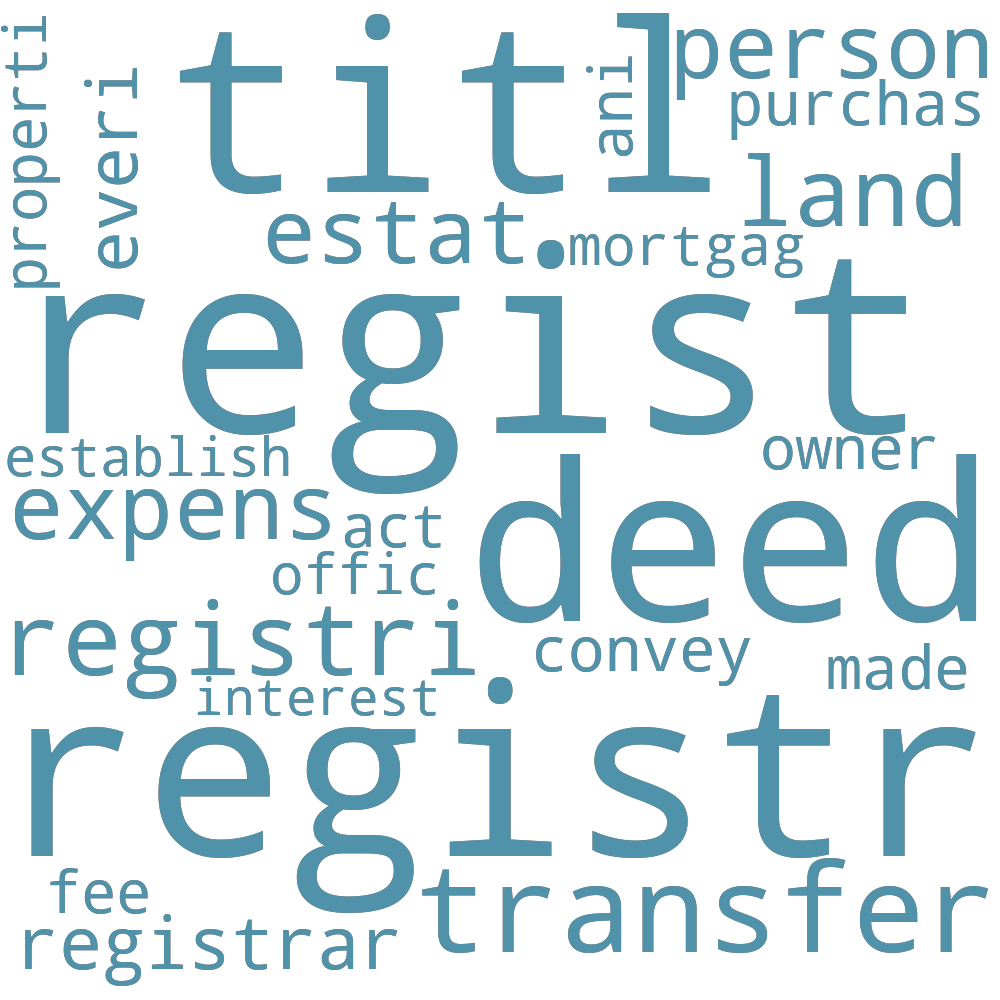 properti
everi
titl
ani
person
purchas
land
estat
mortgag
regist
establish
owner
expens
act
deed
offic
registri
convey
made
interest
registr
fee
transfer
registrar